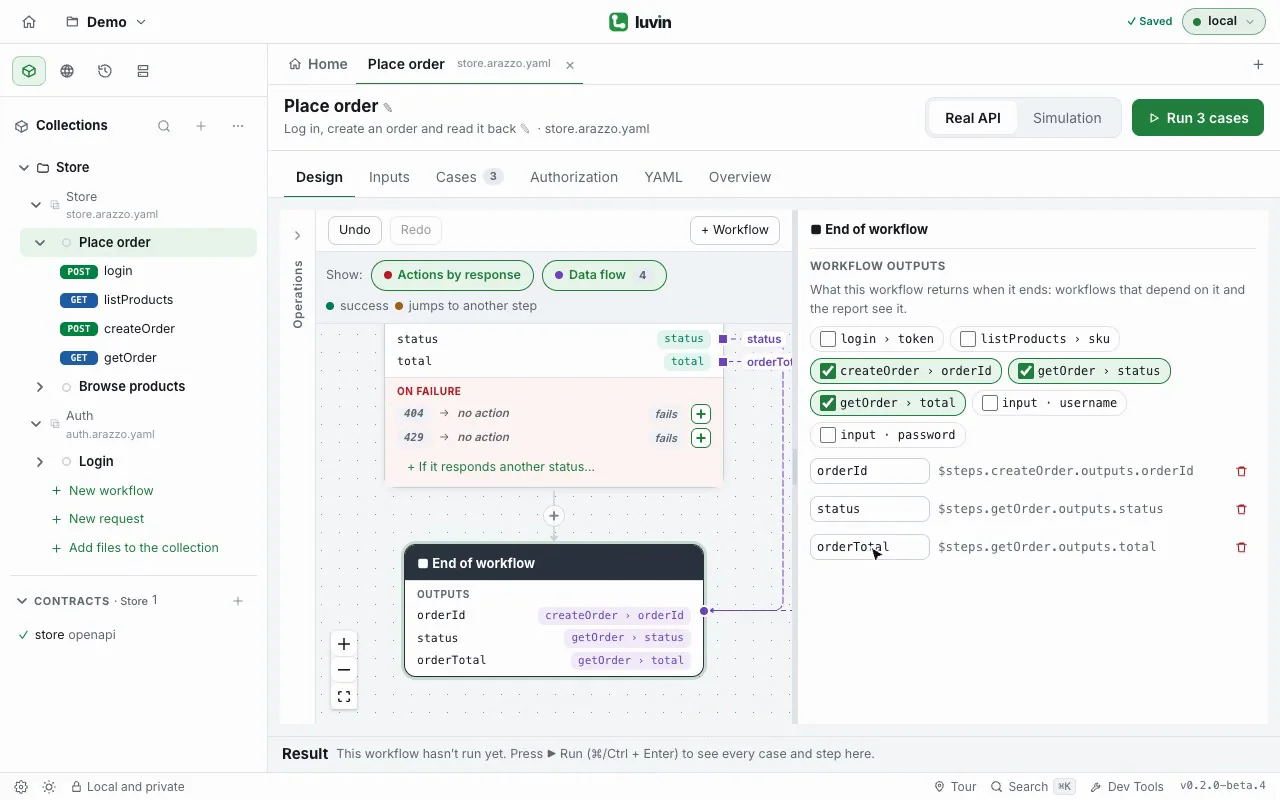 Demo
luvin
Saved
local
Collections
Store
Store
store.arazzo.yaml
Place order
POST login
GET listProducts
POST createOrder
GET getOrder
Browse products
Auth
auth.arazzo.yaml
Login
+ New workflow
+ New request
+ Add files to the collection
CONTRACTS · Store 1
store openapi
Home
Place order store.arazzo.yaml
Place order
Log in, create an order and read it back · store.arazzo.yaml
Real API
Simulation
Run 3 cases
Design
Inputs
Cases 3
Authorization
YAML
Overview
Operations
Undo
Redo
+ Workflow
Show:
Actions by response
Data flow 4
success
jumps to another step
status status status
total total orderTot
ON FAILURE
404 → no action fails +
429 → no action fails +
+ If it responds another status...
+
End of workflow
OUTPUTS
orderId createOrder › orderId
status getOrder › status
orderTotal getOrder › total
End of workflow
WORKFLOW OUTPUTS
What this workflow returns when it ends: workflows that depend on it and
the report see it.
login › token
listProducts › sku
createOrder › orderId
getOrder › status
getOrder › total
input · username
input · password
orderId $steps.createOrder.outputs.orderId
status $steps.getOrder.outputs.status
orderTotal $steps.getOrder.outputs.total
Result This workflow hasn't run yet. Press ▶ Run (⌘/Ctrl + Enter) to see every case and step here.
Local and private
Tour
Search ⌘K
Dev Tools
v0.2.0-beta.4